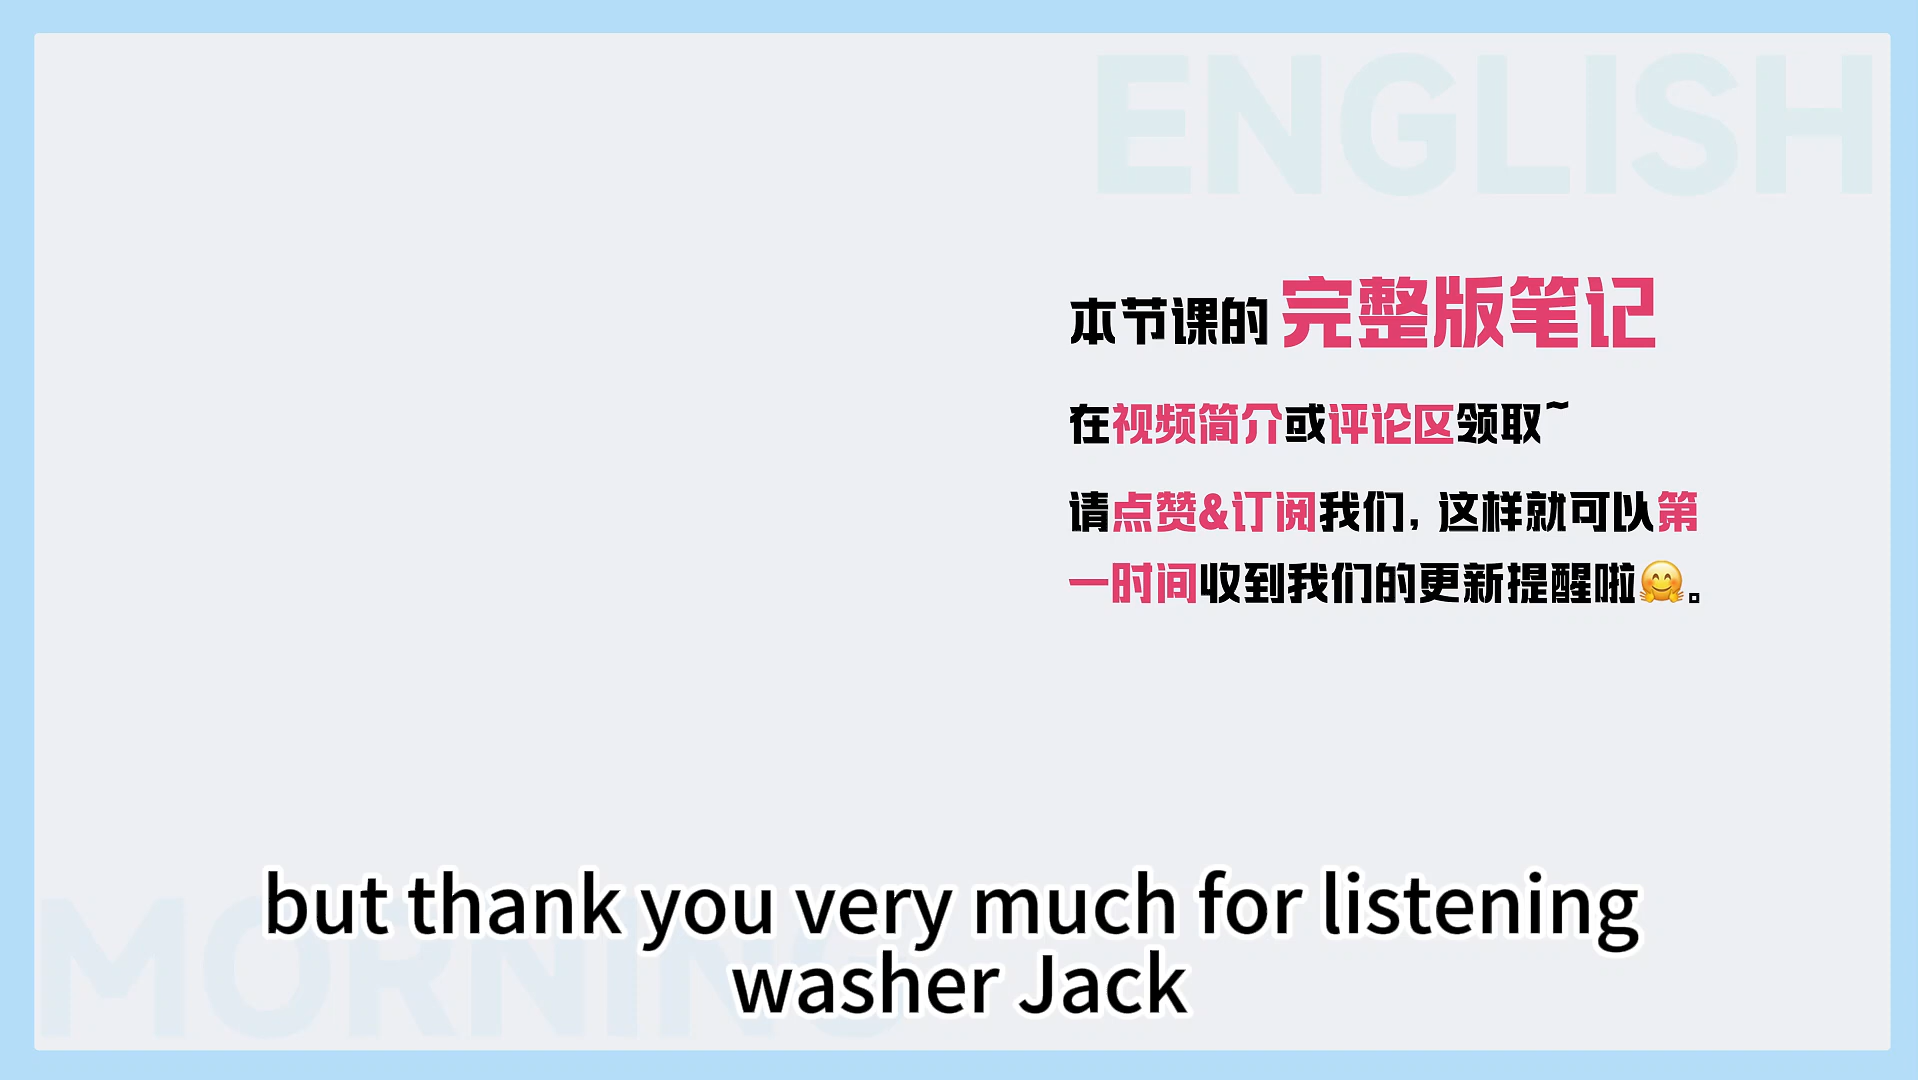 ENGLISH
本节课的 完整版笔记
在视频简介或评论区领取~
请点赞&订阅我们，这样就可以第
一时间收到我们的更新提醒啦🤗。
MORNING
but thank you very much for listening
washer Jack